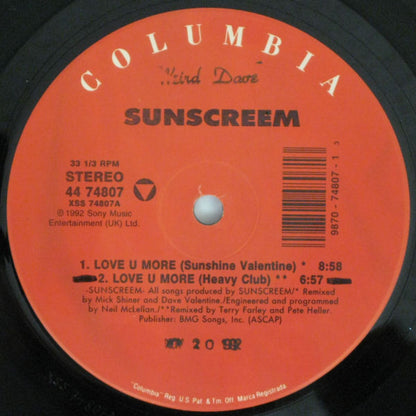 COLUMBIA
Weird Dave
SUNSCREEM
33 1/3 RPM
STEREO
44 74807
XSS 74807A
℗ © 1992 Sony Music
Entertainment (UK) Ltd.
9870 - 74807 - 1 3
1. LOVE U MORE (Sunshine Valentine) * 8:58
2. LOVE U MORE (Heavy Club) ** 6:57
-SUNSCREEM- All songs produced by SUNSCREEM/* Remixed
by Mick Shiner and Dave Valentine./Engineered and programmed
by Neil McLellan./**Remixed by Terry Farley and Pete Heller.
Publisher: BMG Songs, Inc. (ASCAP)
NOV 20 1992
"Columbia" Reg. U.S. Pat. & Tm. Off. Marca Registrada.